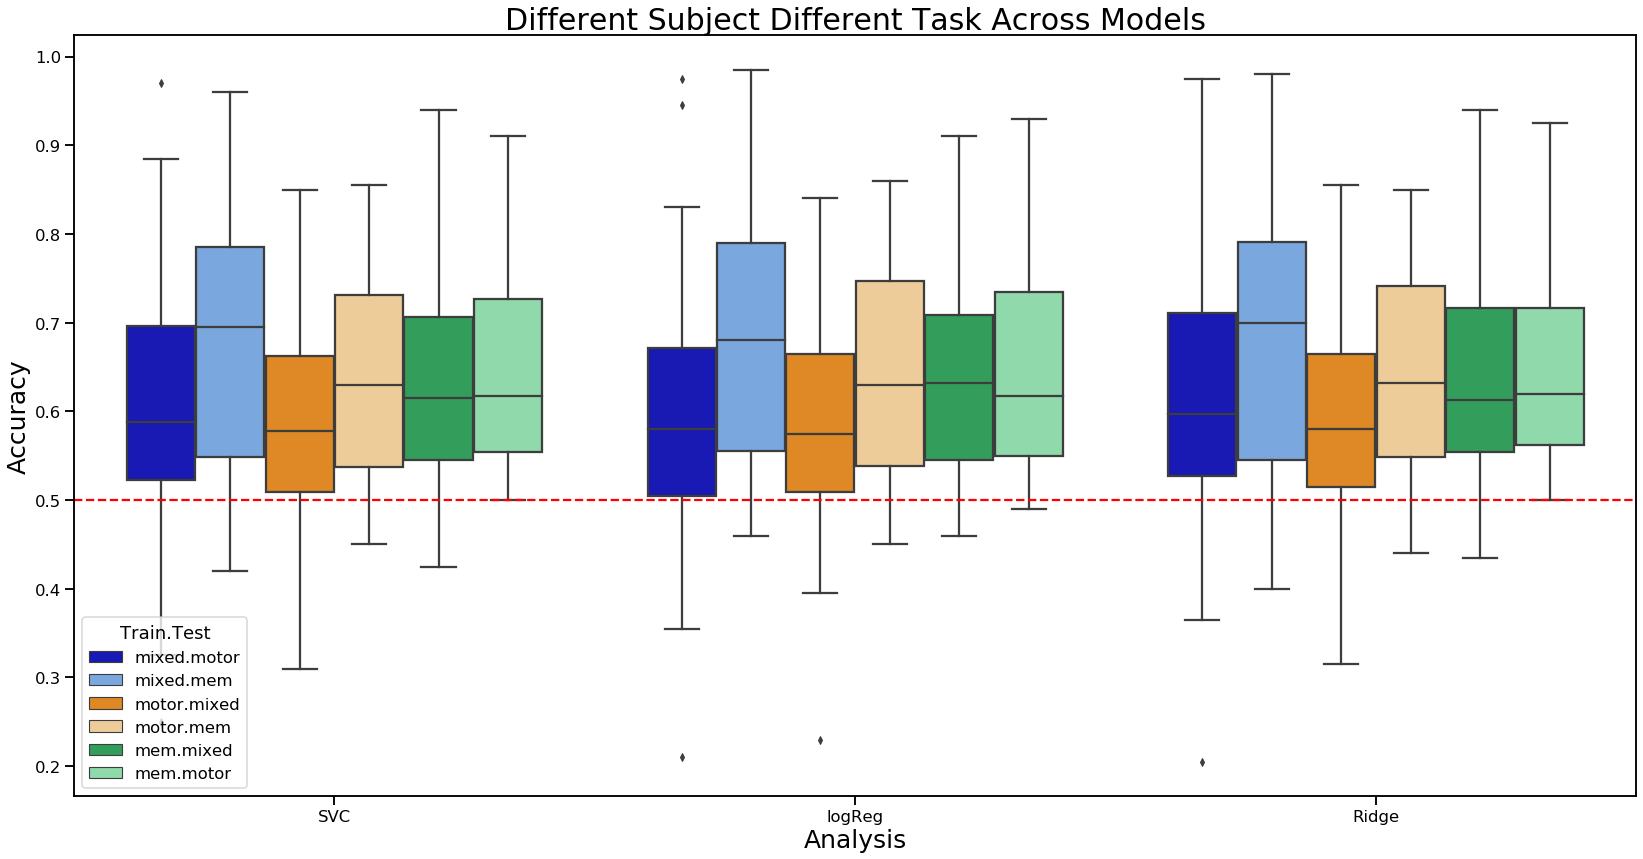 Different Subject Different Task Across Models
Accuracy
1.0
0.9
0.8
0.7
0.6
0.5
0.4
0.3
0.2
Train.Test
mixed.motor
mixed.mem
motor.mixed
motor.mem
mem.mixed
mem.motor
SVC
logReg
Ridge
Analysis